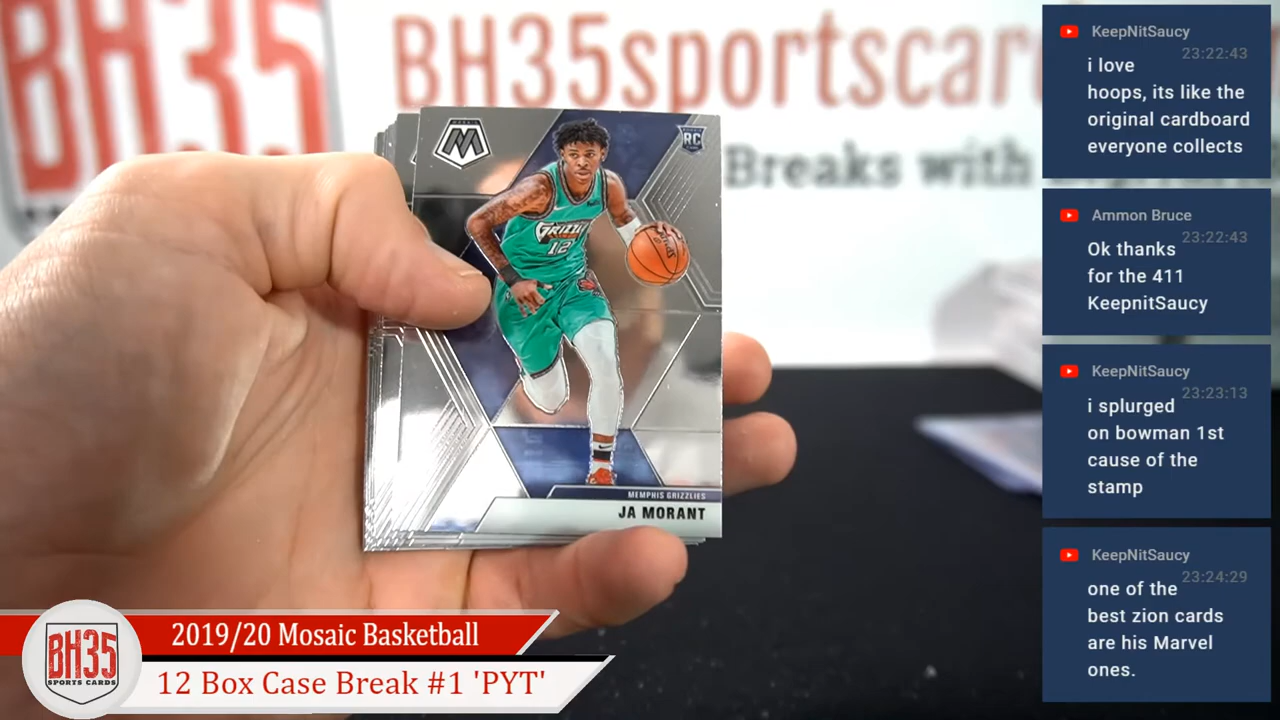 BH35
BH35sportscar
Breaks with
MOSAIC
M
RC
GRIZZLI
12
MEMPHIS GRIZZLIES
JA MORANT
KeepNitSaucy
23:22:43
i love
hoops, its like the
original cardboard
everyone collects
Ammon Bruce
23:22:43
Ok thanks
for the 411
KeepnitSaucy
KeepNitSaucy
23:23:13
i splurged
on bowman 1st
cause of the
stamp
KeepNitSaucy
23:24:29
one of the
best zion cards
are his Marvel
ones.
BH35
SPORTS CARDS
2019/20 Mosaic Basketball
12 Box Case Break #1 'PYT'